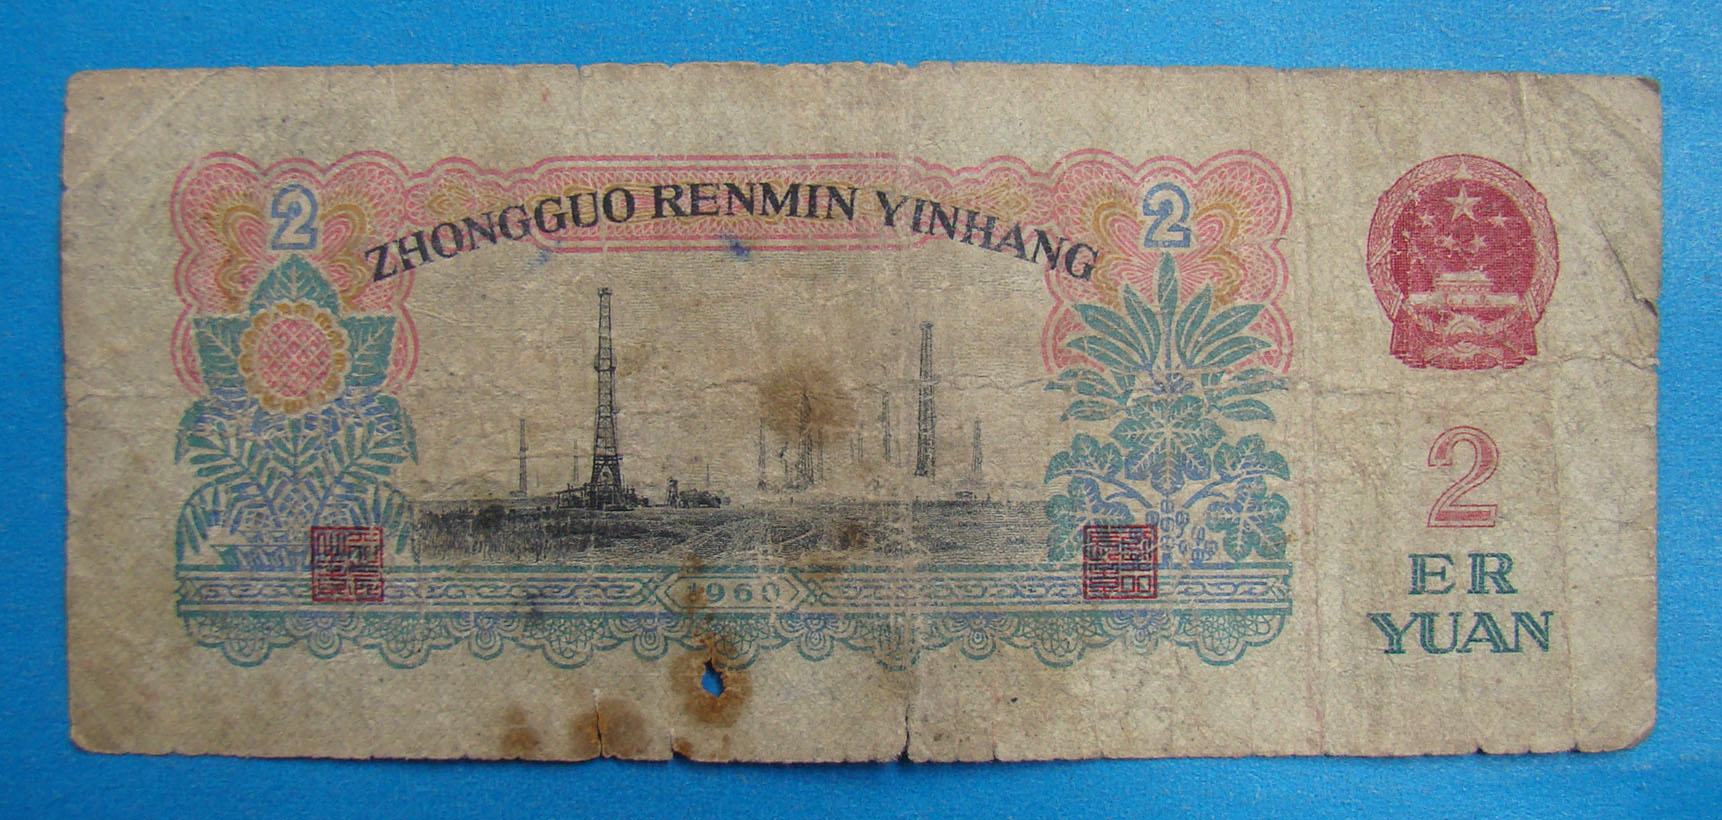 ZHONGGUO RENMIN YINHANG
2
2
1960
2
ER
YUAN